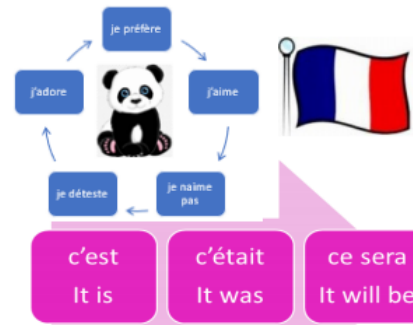 je préfère
j'adore
j'aime
je déteste
je naime
pas
c'est
It is
c'était
It was
ce sera
It will be